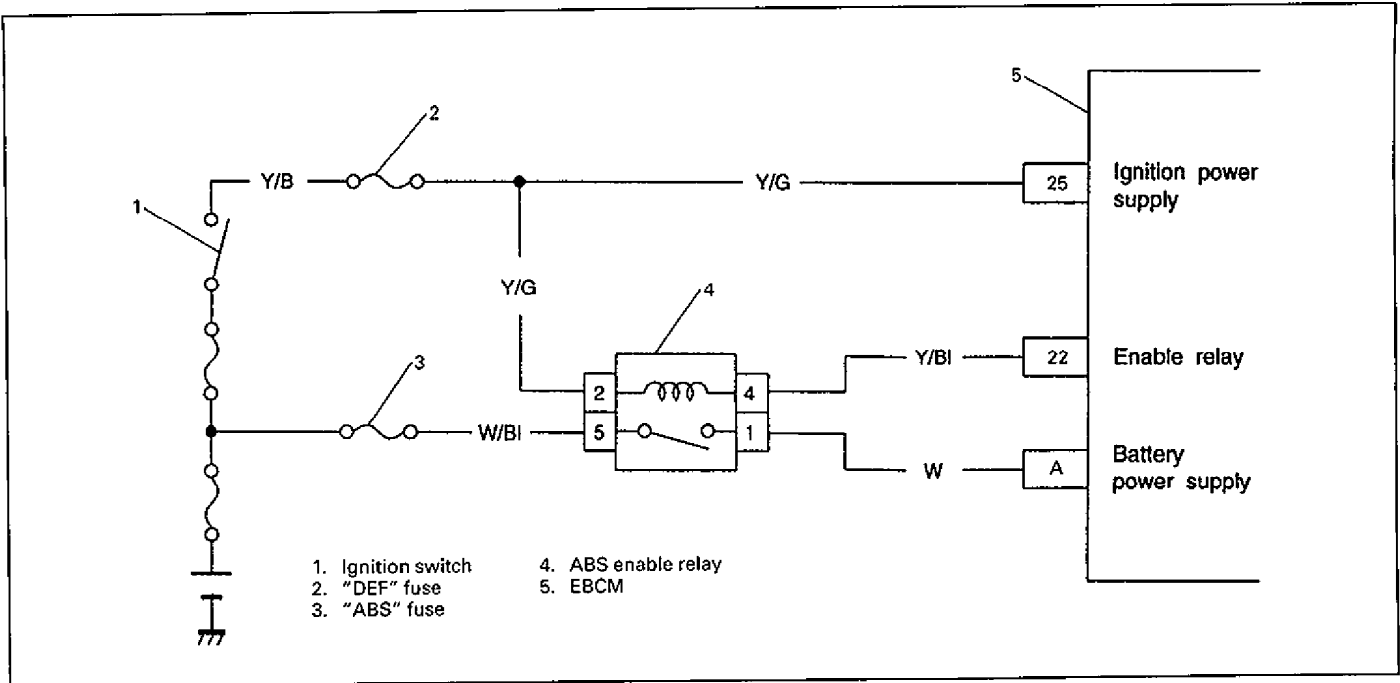 5
2
Y/B
Y/G
25
Ignition power
supply
1
Y/G
4
3
Y/Bl
22
Enable relay
2
4
W/Bl
5
1
W
A
Battery
power supply
1. Ignition switch
2. "DEF" fuse
3. "ABS" fuse
4. ABS enable relay
5. EBCM